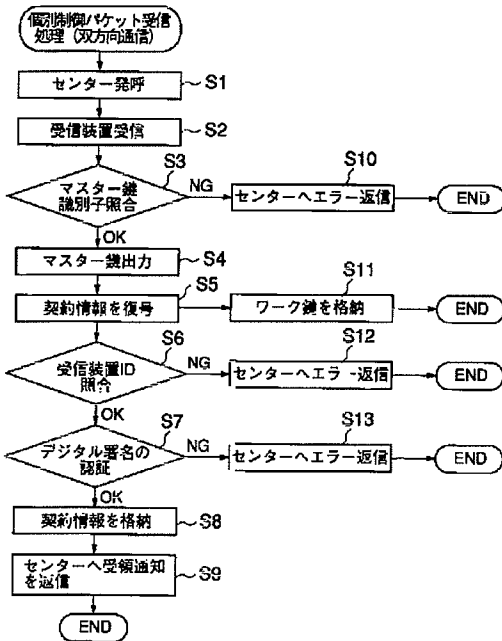 個別制御パケット受信
処理（双方向通信）
センター発呼
S1
受信装置受信
S2
マスター鍵
識別子照合
S3
NG
センターへエラー返信
S10
END
OK
マスター鍵出力
S4
契約情報を復号
S5
ワーク鍵を格納
S11
END
受信装置ID
照合
S6
NG
センターへエラー返信
S12
END
OK
デジタル署名の
認証
S7
NG
センターへエラー返信
S13
END
OK
契約情報を格納
S8
センターへ受領通知
を返信
S9
END